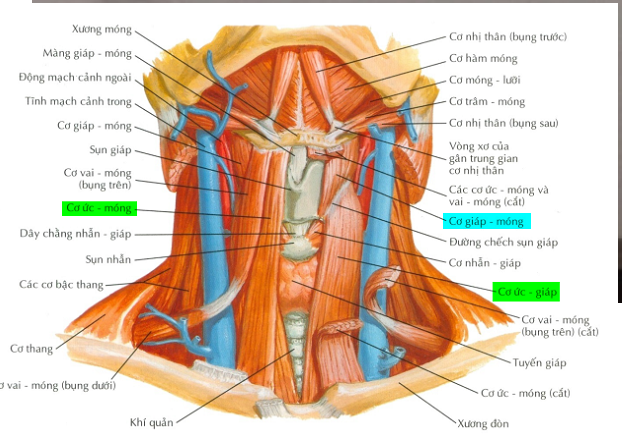 Xương móng
Màng giáp - móng
Động mạch cảnh ngoài
Tĩnh mạch cảnh trong
Cơ giáp - móng
Sụn giáp
Cơ vai - móng
(bụng trên)
Cơ ức - móng
Dây chằng nhẫn - giáp
Sụn nhẫn
Các cơ bậc thang
Cơ thang
ơ vai - móng (bụng dưới)
Khí quản
Cơ nhị thân (bụng trước)
Cơ hàm móng
Cơ móng - lưỡi
Cơ trâm - móng
Cơ nhị thân (bụng sau)
Vòng xơ của
gân trung gian
cơ nhị thân
Các cơ ức - móng và
vai - móng (cắt)
Cơ giáp - móng
Đường chếch sụn giáp
Cơ nhẫn - giáp
Cơ ức - giáp
Cơ vai - móng
(bụng trên) (cắt)
Tuyến giáp
Cơ ức - móng (cắt)
Xương đòn